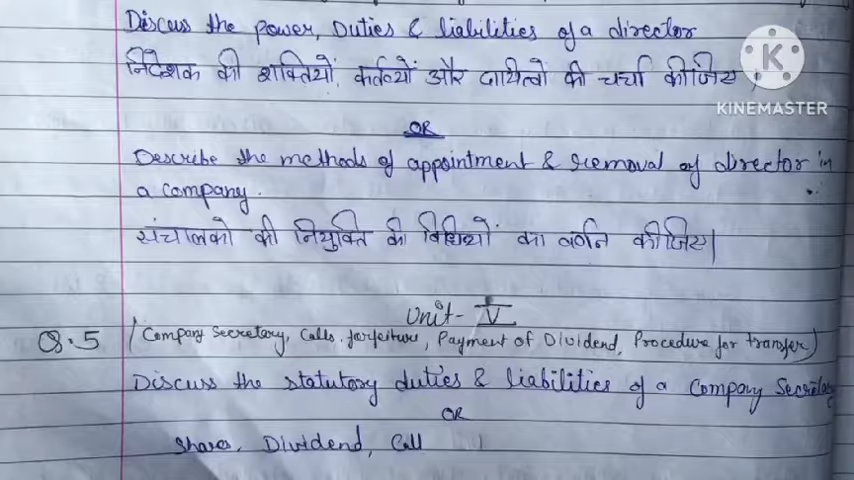 Discuss the power, Duties & liabilities of a director
निदेशक की शक्तियों, कर्तव्यों और दायित्वो की चर्चा कीजिए,
K
KINEMASTER
OR
Describe the methods of appointment & removal of director in
a company.
संचालको की नियुक्ति की विधियों का वर्णन कीजिए|
Unit- V
Q.5 (Company Secretary, Calls, forfeiture, Payment of Dividend, Procedure for transfer)
Discuss the statutory duties & liabilities of a Company Secretary
OR
Share, Dividend, Call